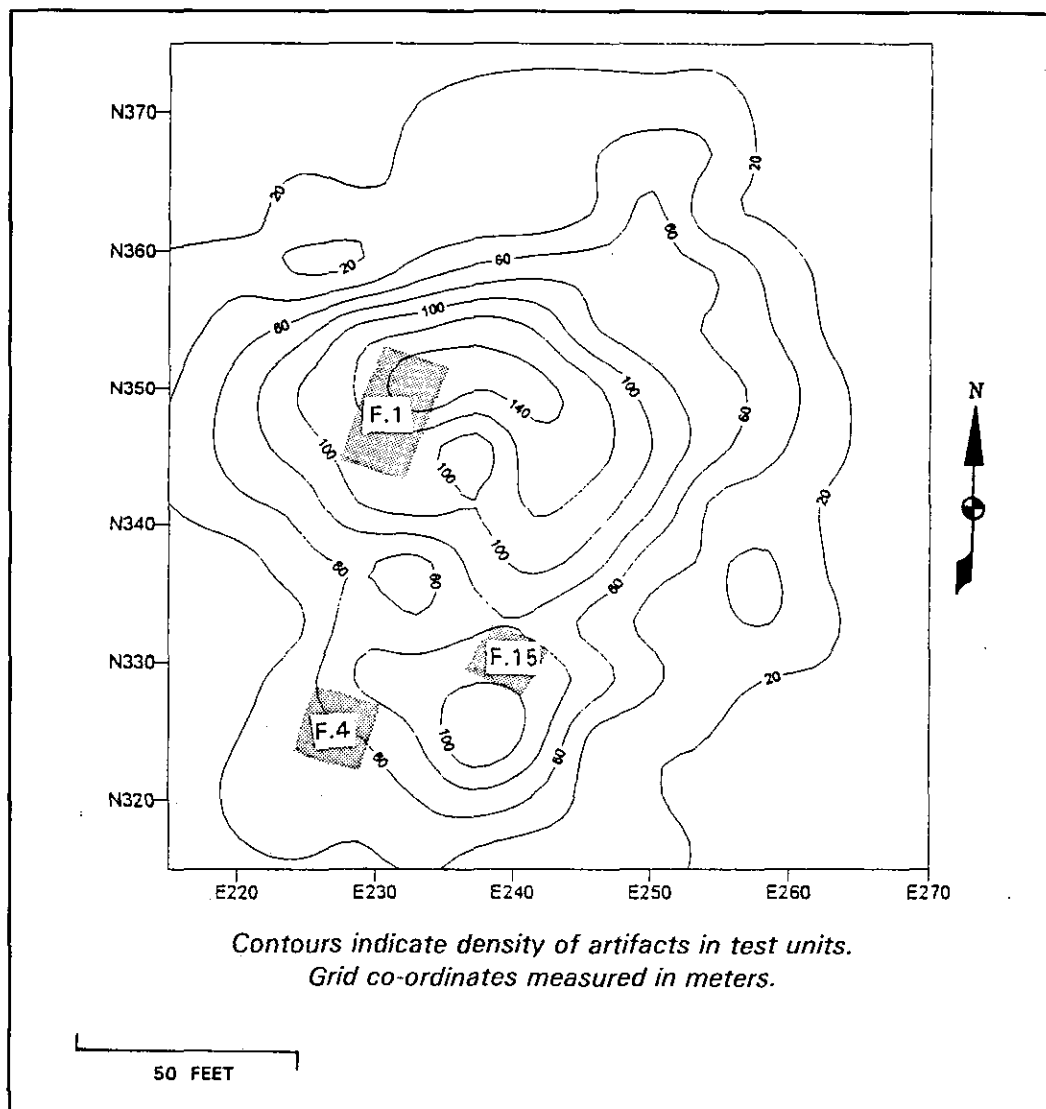 N370
20
20
N360
60
20
60
100
60
N350
140
100
60
F.1
100
100
N340
20
100
60
60
60
N330
F.15
20
F.4
100
60
60
N320
E220 E230 E240 E250 E260 E270
N
Contours indicate density of artifacts in test units.
Grid co-ordinates measured in meters.
50 FEET